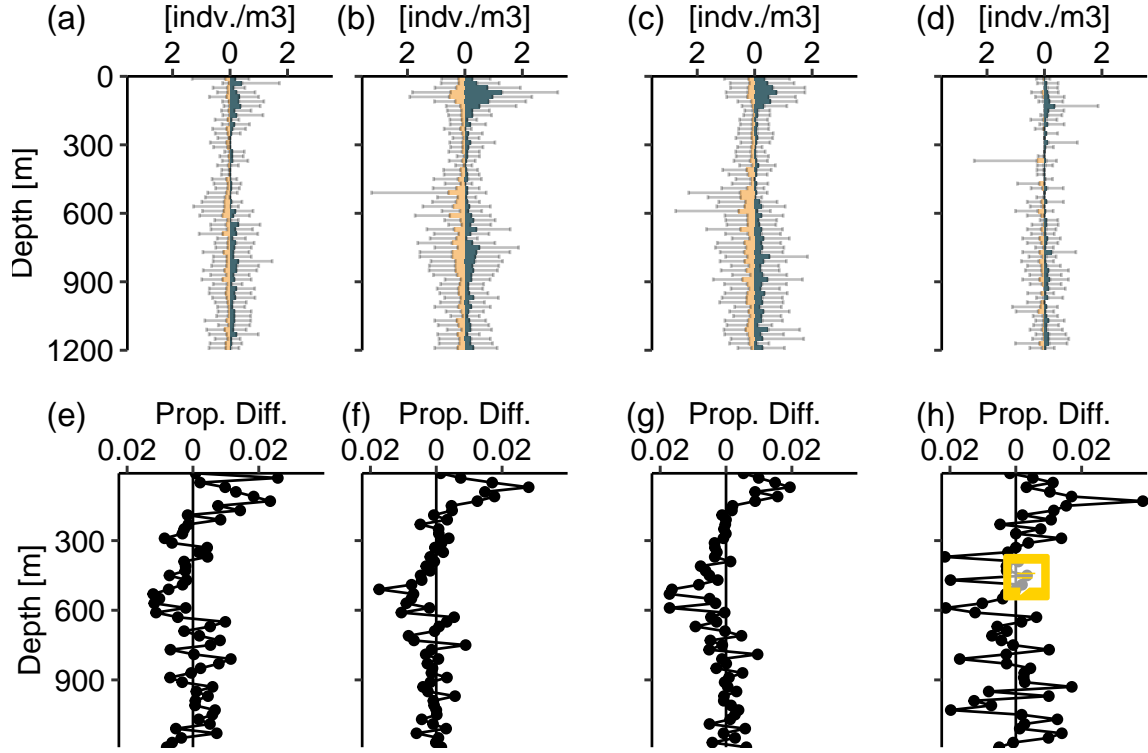 (a) [indv./m3] (b) [indv./m3] (c) [indv./m3] (d) [indv./m3]
2 0 2 2 0 2 2 0 2 2 0 2
0
300
600
900
1200
Depth [m]
(e) Prop. Diff. (f) Prop. Diff. (g) Prop. Diff. (h) Prop. Diff.
0.02 0 0.02 0.02 0 0.02 0.02 0 0.02 0.02 0 0.02
300
600
900
Depth [m]